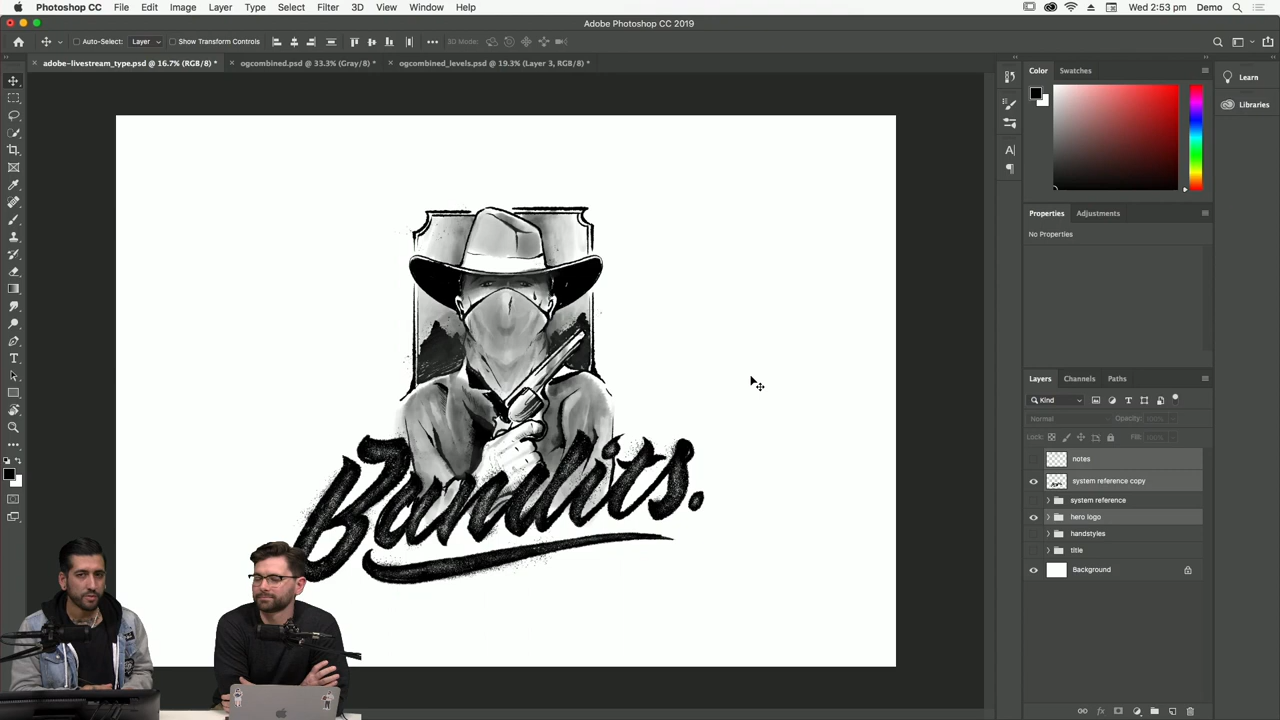 Photoshop CC File Edit Image Layer Type Select Filter 3D View Window Help Wed 2:53 pm Demo
Adobe Photoshop CC 2019
Auto-Select: Layer Show Transform Controls 3D Mode:
adobe-livestream_type.psd @ 16.7% (RGB/8) * ogcombined.psd @ 33.3% (Gray/8) * ogcombined_levels.psd @ 19.3% (Layer 3, RGB/8) *
Color Swatches
Learn
Libraries
Properties Adjustments
No Properties
Layers Channels Paths
Kind
Normal Opacity: 100%
Lock: Fill: 100%
notes
system reference copy
system reference
hero logo
handstyles
title
Background
Bandits.